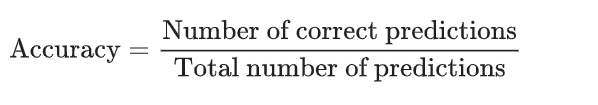 Accuracy = Number of correct predictions
Total number of predictions